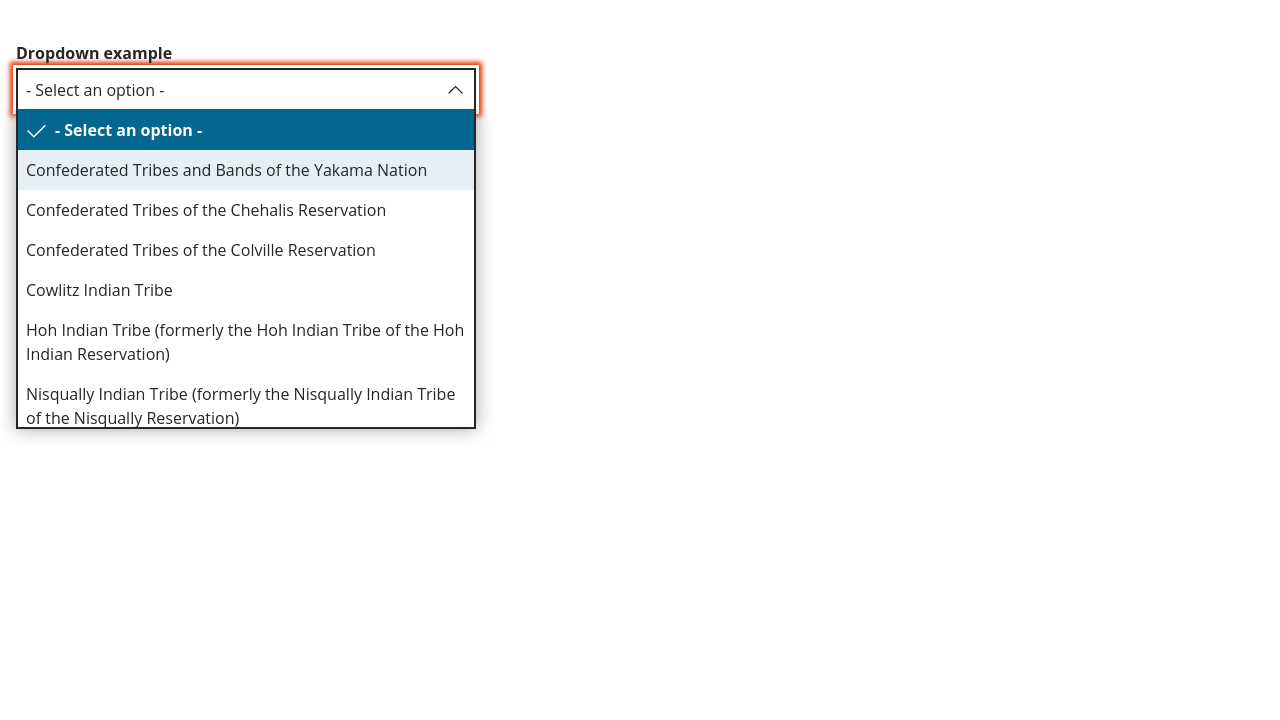 Dropdown example
- Select an option -
- Select an option -
Confederated Tribes and Bands of the Yakama Nation
Confederated Tribes of the Chehalis Reservation
Confederated Tribes of the Colville Reservation
Cowlitz Indian Tribe
Hoh Indian Tribe (formerly the Hoh Indian Tribe of the Hoh
Indian Reservation)
Nisqually Indian Tribe (formerly the Nisqually Indian Tribe
of the Nisqually Reservation)